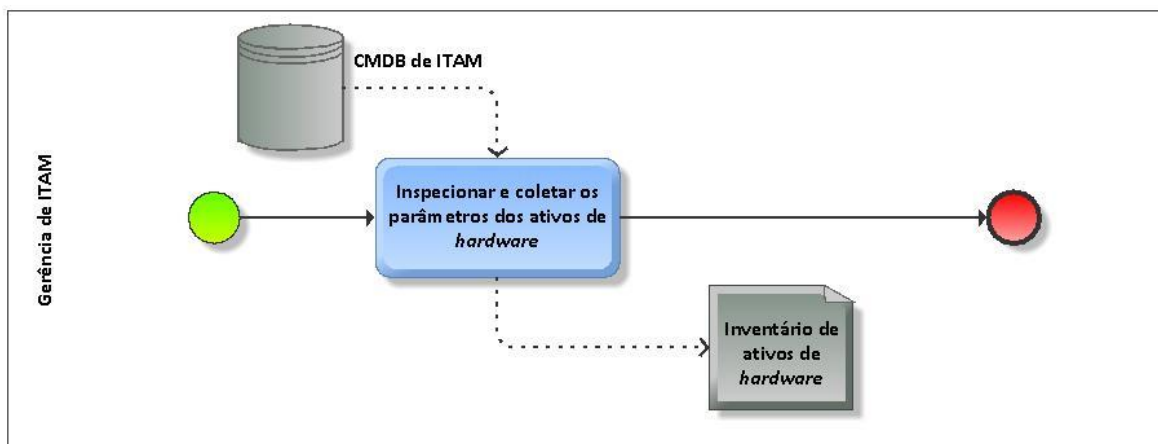 CMDB de ITAM
Gerência de ITAM
Inspecionar e coletar os
parâmetros dos ativos de
hardware
Inventário de
ativos de
hardware